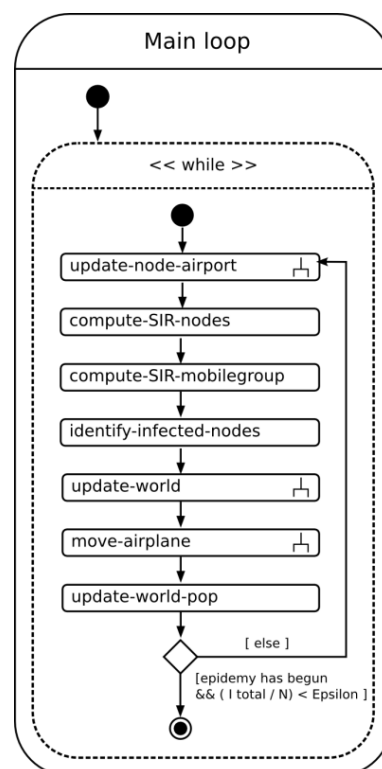 Main loop
<< while >>
update-node-airport
compute-SIR-nodes
compute-SIR-mobilegroup
identify-infected-nodes
update-world
move-airplane
update-world-pop
[ else ]
[epidemy has begun
&& ( I total / N) < Epsilon ]